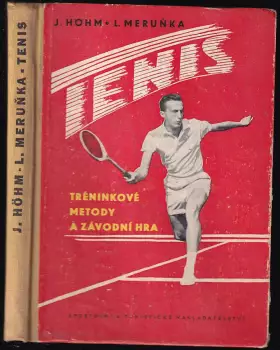 J. HÖHM - L. MERUŇKA - TENIS
J. HÖHM - L. MERUŇKA
TENIS
TRÉNINKOVÉ
METODY
A ZÁVODNÍ HRA